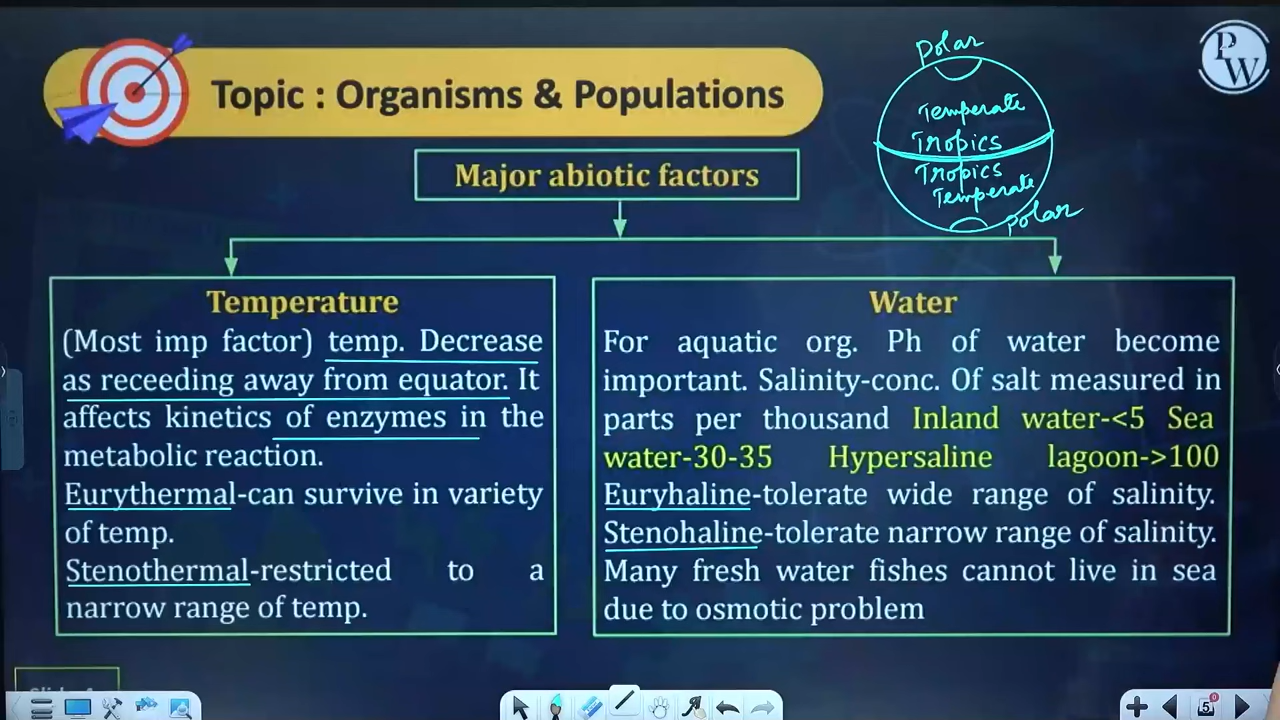 Polar
PW
Topic : Organisms & Populations
Temperate
Tropics
Tropics
Temperate
Polar
Major abiotic factors
Temperature
(Most imp factor) temp. Decrease
as receeding away from equator. It
affects kinetics of enzymes in the
metabolic reaction.
Eurythermal-can survive in variety
of temp.
Stenothermal-restricted to a
narrow range of temp.
Water
For aquatic org. Ph of water become
important. Salinity-conc. Of salt measured in
parts per thousand Inland water-<5 Sea
water-30-35 Hypersaline lagoon->100
Euryhaline-tolerate wide range of salinity.
Stenohaline-tolerate narrow range of salinity.
Many fresh water fishes cannot live in sea
due to osmotic problem
5